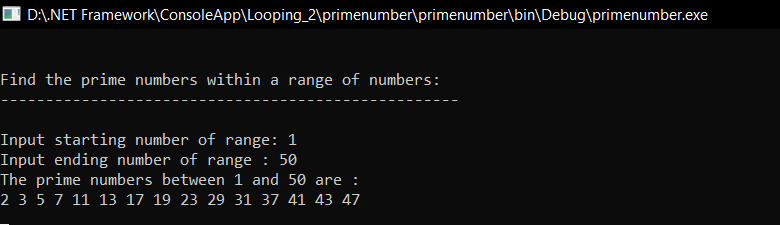 D:\.NET Framework\ConsoleApp\Looping_2\primenumber\primenumber\bin\Debug\primenumber.exe
Find the prime numbers within a range of numbers:
---------------------------------------------------
Input starting number of range: 1
Input ending number of range : 50
The prime numbers between 1 and 50 are :
2 3 5 7 11 13 17 19 23 29 31 37 41 43 47